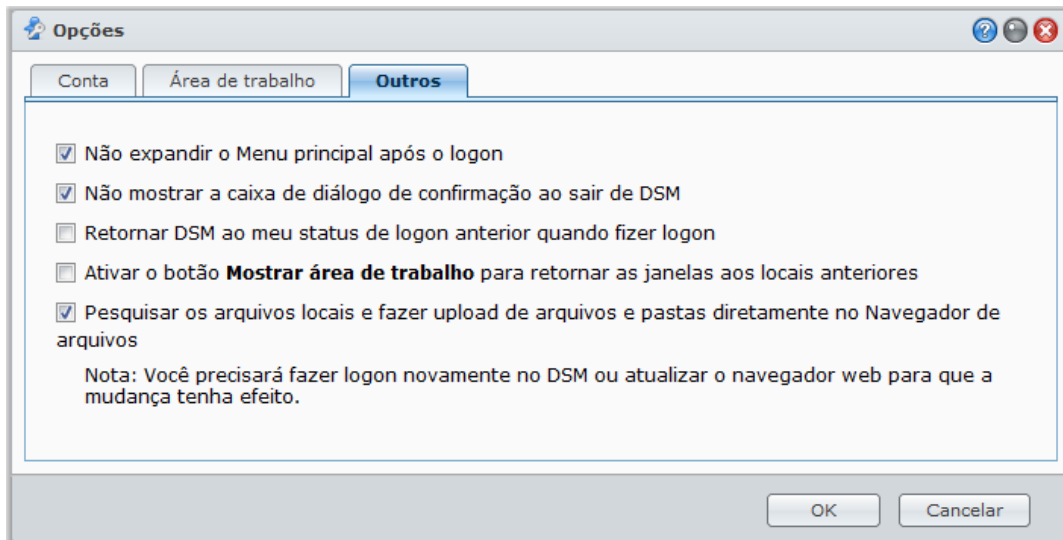 Opções
Conta Área de trabalho Outros
Não expandir o Menu principal após o logon
Não mostrar a caixa de diálogo de confirmação ao sair de DSM
Retornar DSM ao meu status de logon anterior quando fizer logon
Ativar o botão Mostrar área de trabalho para retornar as janelas aos locais anteriores
Pesquisar os arquivos locais e fazer upload de arquivos e pastas diretamente no Navegador de
arquivos
Nota: Você precisará fazer logon novamente no DSM ou atualizar o navegador web para que a
mudança tenha efeito.
OK Cancelar